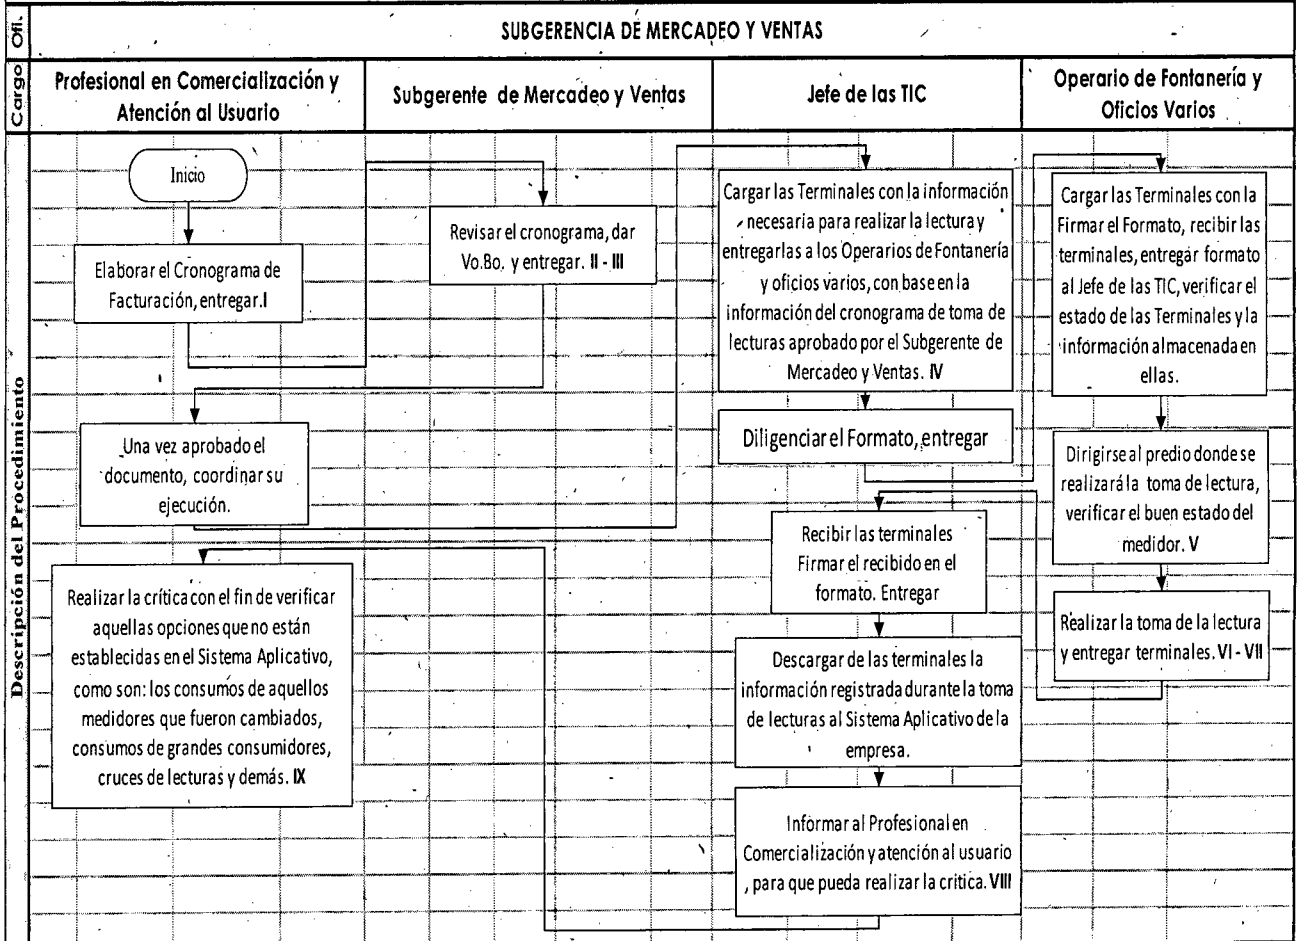 Ofi.
SUBGERENCIA DE MERCADEO Y VENTAS
Cargo
Profesional en Comercialización y
Atención al Usuario
Subgerente de Mercadeo y Ventas
Jefe de las TIC
Operario de Fontanería y
Oficios Varios
Descripción del Procedimiento
Inicio
Elaborar el Cronograma de
Facturación, entregar. I
Revisar el cronograma, dar
Vo.Bo. y entregar. II - III
Una vez aprobado el
documento, coordinar su
ejecución.
Cargar las Terminales con la información
necesaria para realizar la lectura y
entregarlas a los Operarios de Fontanería
y oficios varios, con base en la
información del cronograma de toma de
lecturas aprobado por el Subgerente de
Mercadeo y Ventas. IV
Diligenciar el Formato, entregar
Cargar las Terminales con la
Firmar el Formato, recibir las
terminales, entregar formato
al Jefe de las TIC, verificar el
estado de las Terminales y la
información almacenada en
ellas.
Dirigirse al predio donde se
realizará la toma de lectura,
verificar el buen estado del
medidor. V
Realizar la toma de la lectura
y entregar terminales. VI - VII
Recibir las terminales
Firmar el recibido en el
formato. Entregar
Descargar de las terminales la
información registrada durante la toma
de lecturas al Sistema Aplicativo de la
empresa.
Informar al Profesional en
Comercialización y atención al usuario
, para que pueda realizar la critica. VIII
Realizar la crítica con el fin de verificar
aquellas opciones que no están
establecidas en el Sistema Aplicativo,
como son: los consumos de aquellos
medidores que fueron cambiados,
consumos de grandes consumidores,
cruces de lecturas y demás. IX